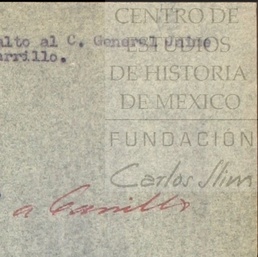 CENTRO DE
alto al C. General Jaime
ESTUDIOS
arrillo.
DE HISTORIA
DE MEXICO
FUNDACIÓN
Carlos Slim
a Carrillo